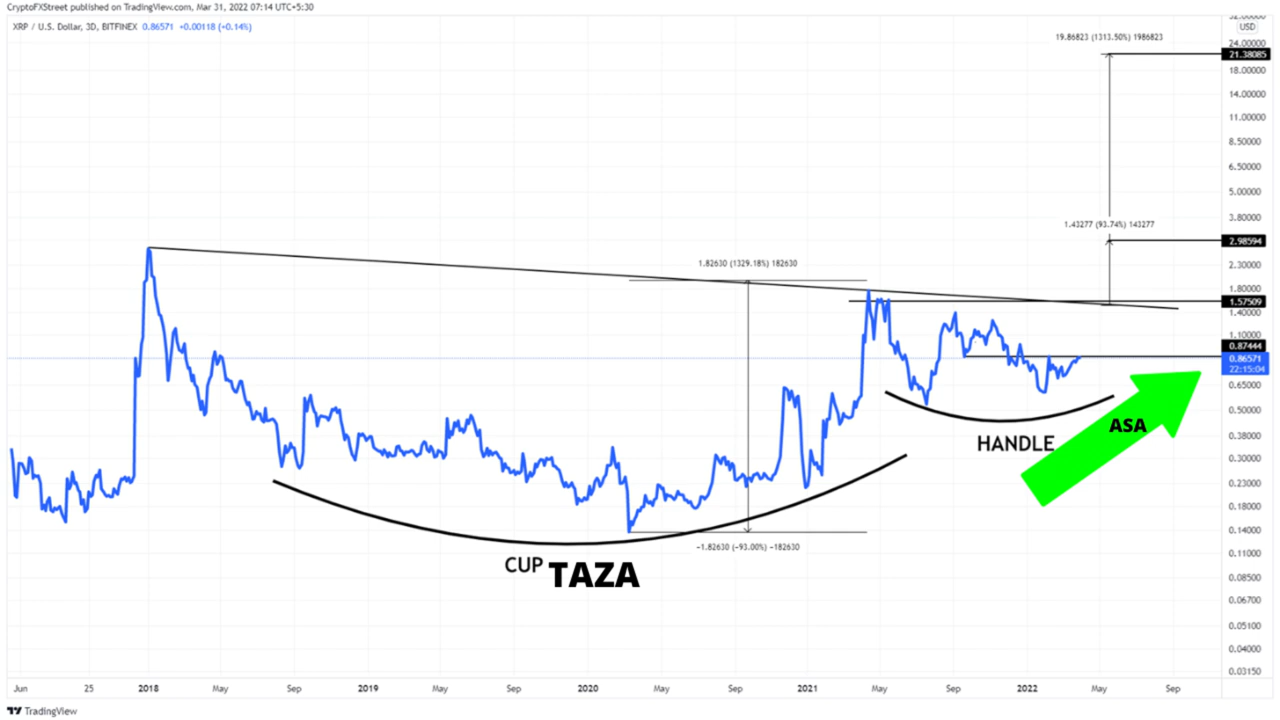 CryptoFXStreet published on TradingView.com, Mar 31, 2022 07:14 UTC+5:30
XRP / U.S. Dollar, 3D, BITFINEX 0.86571 +0.00118 (+0.14%)
USD
19.86823 (1313.50%) 1986823
24.00000
21.38085
18.00000
14.00000
11.00000
8.50000
6.50000
5.00000
3.80000
1.43277 (93.74%) 143277
2.98594
1.82630 (1329.18%) 182630
2.30000
1.80000
1.57509
1.40000
1.10000
0.87444
0.86571
22:15:04
0.65000
0.50000
ASA
0.38000
HANDLE
0.30000
0.23000
0.18000
0.14000
-1.82630 (-93.00%) -182630
0.11000
CUP TAZA
0.08500
0.06700
0.05100
0.04000
0.03150
Jun 25 2018 May Sep 2019 May Sep 2020 May Sep 2021 May Sep 2022 May Sep
TradingView